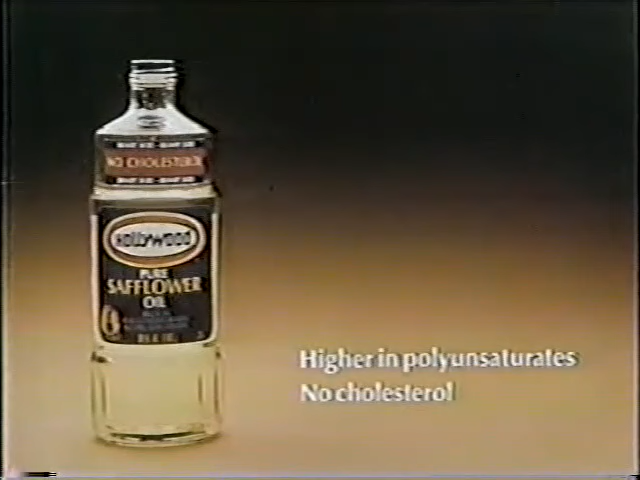 NO CHOLESTEROL
HOLLYWOOD
PURE
SAFFLOWER
OIL
Higher in polyunsaturates
No cholesterol